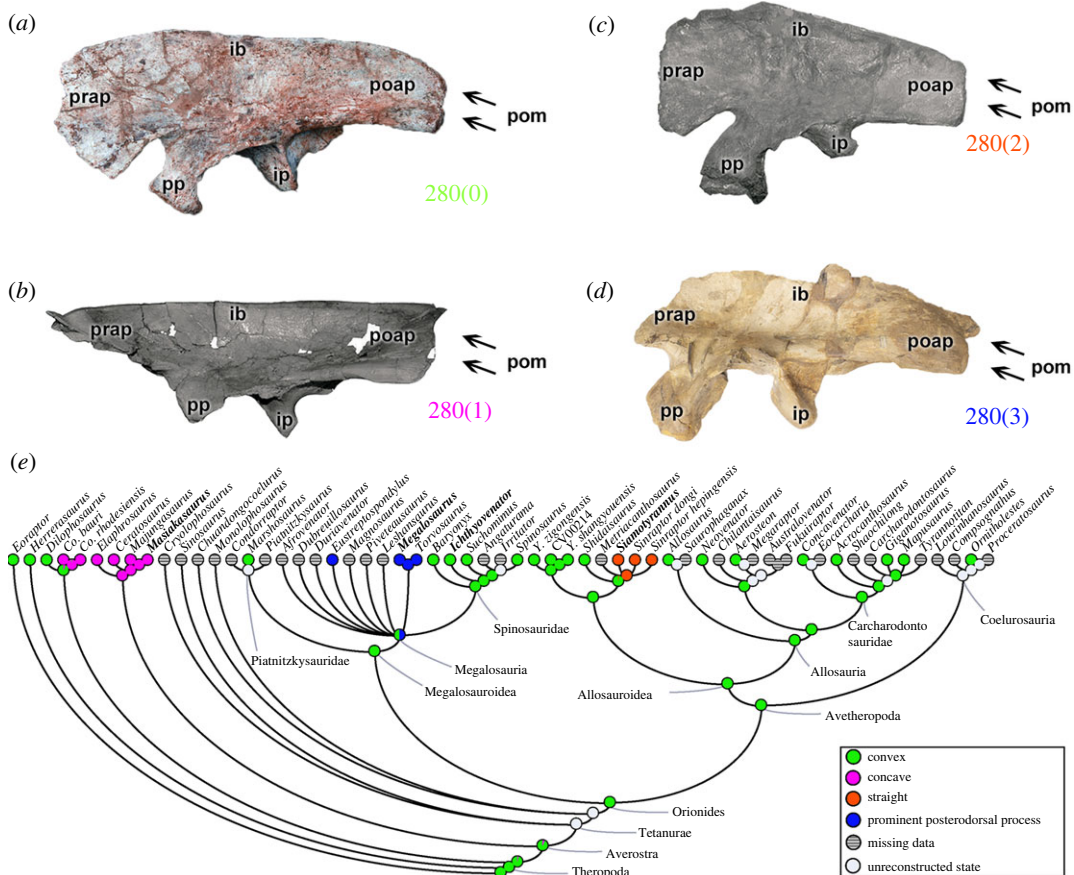 (a)
ib
prap
poap
pom
pp
ip
280(0)
(c)
ib
prap
poap
pom
pp
ip
280(2)
(b)
ib
prap
poap
pom
pp
ip
280(1)
(d)
ib
prap
poap
pom
pp
ip
280(3)
(e)
Eoraptor
Herrerasaurus
Dilophosaurus
Co. pauri
Co. rhodesiensis
Elaphrosaurus
Ceratosaurus
Majungasaurus
Masiakasaurus
Cryolophosaurus
Sinosaurus
Chuandongocoelurus
Monolophosaurus
Condorraptor
Marshosaurus
Piatnitzkysaurus
Afrovenator
Dubreuillosaurus
Duriavenator
Eustreptospondylus
Magnosaurus
Piveteausaurus
Leshansaurus
Megalosaurus
Torvosaurus
Baryonyx
Ichthyovenator
Suchomimus
Angaturama
Irritator
Spinosaurus
Y. zigongensis
CV00214
Y. shangyouensis
Shidaisaurus
Metriacanthosaurus
Siamotyrannus
Sinraptor dongi
Sinraptor hepingensis
Allosaurus
Saurophaganax
Neovenator
Chilantaisaurus
Aerosteon
Megaraptor
Australovenator
Fukuiraptor
Concavenator
Eocarcharia
Acrocanthosaurus
Shaochilong
Carcharodontosaurus
Giganotosaurus
Mapusaurus
Tyrannotitan
Lourinhanosaurus
Compsognathus
Ornitholestes
Proceratosaurus
Spinosauridae
Piatnitzkysauridae
Megalosauria
Megalosauroidea
Carcharodonto
sauridae
Coelurosauria
Allosauria
Allosauroidea
Avetheropoda
Orionides
Tetanurae
Averostra
Theropoda
convex
concave
straight
prominent posterodorsal process
missing data
unreconstructed state